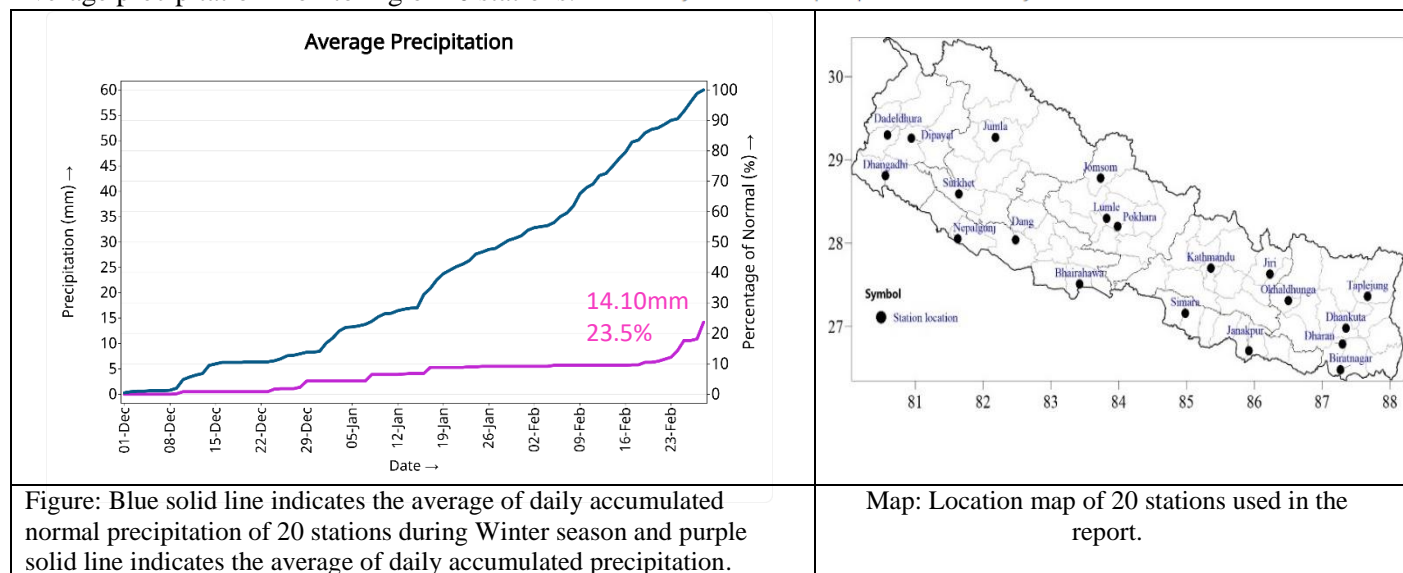 Average Precipitation
Precipitation (mm) →
60
55
50
45
40
35
30
25
20
15
10
5
0
100
90
80
70
60
50
40
30
20
10
0
Percentage of Normal (%) →
14.10mm
23.5%
01-Dec
08-Dec
15-Dec
22-Dec
29-Dec
05-Jan
12-Jan
19-Jan
26-Jan
02-Feb
09-Feb
16-Feb
23-Feb
Date →
30
29
28
27
Dadeldhura
Dipayal
Jumla
Dhangadhi
Surkhet
Jomsom
Lumle
Pokhara
Nepalgunj
Dang
Bhairahawa
Kathmandu
Jiri
Simara
Okhaldhunga
Taplejung
Dhankuta
Janakpur
Dharan
Biratnagar
Symbol
Station location
81 82 83 84 85 86 87 88
Figure: Blue solid line indicates the average of daily accumulated
normal precipitation of 20 stations during Winter season and purple
solid line indicates the average of daily accumulated precipitation.
Map: Location map of 20 stations used in the
report.